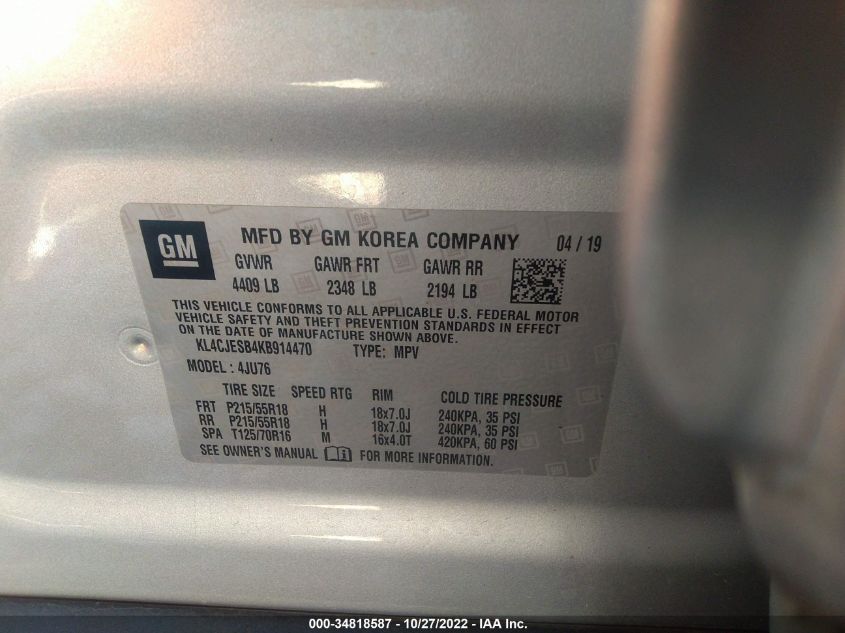 GM MFD BY GM KOREA COMPANY 04 / 19
GVWR GAWR FRT GAWR RR
4409 LB 2348 LB 2194 LB
THIS VEHICLE CONFORMS TO ALL APPLICABLE U.S. FEDERAL MOTOR
VEHICLE SAFETY AND THEFT PREVENTION STANDARDS IN EFFECT
ON THE DATE OF MANUFACTURE SHOWN ABOVE.
KL4CJESB4KB914470 TYPE: MPV
MODEL : 4JU76
TIRE SIZE SPEED RTG RIM COLD TIRE PRESSURE
FRT P215/55R18 H 18x7.0J 240KPA, 35 PSI
RR P215/55R18 H 18x7.0J 240KPA, 35 PSI
SPA T125/70R16 M 16x4.0T 420KPA, 60 PSI
SEE OWNER'S MANUAL FOR MORE INFORMATION.
000-34818587 - 10/27/2022 - IAA Inc.